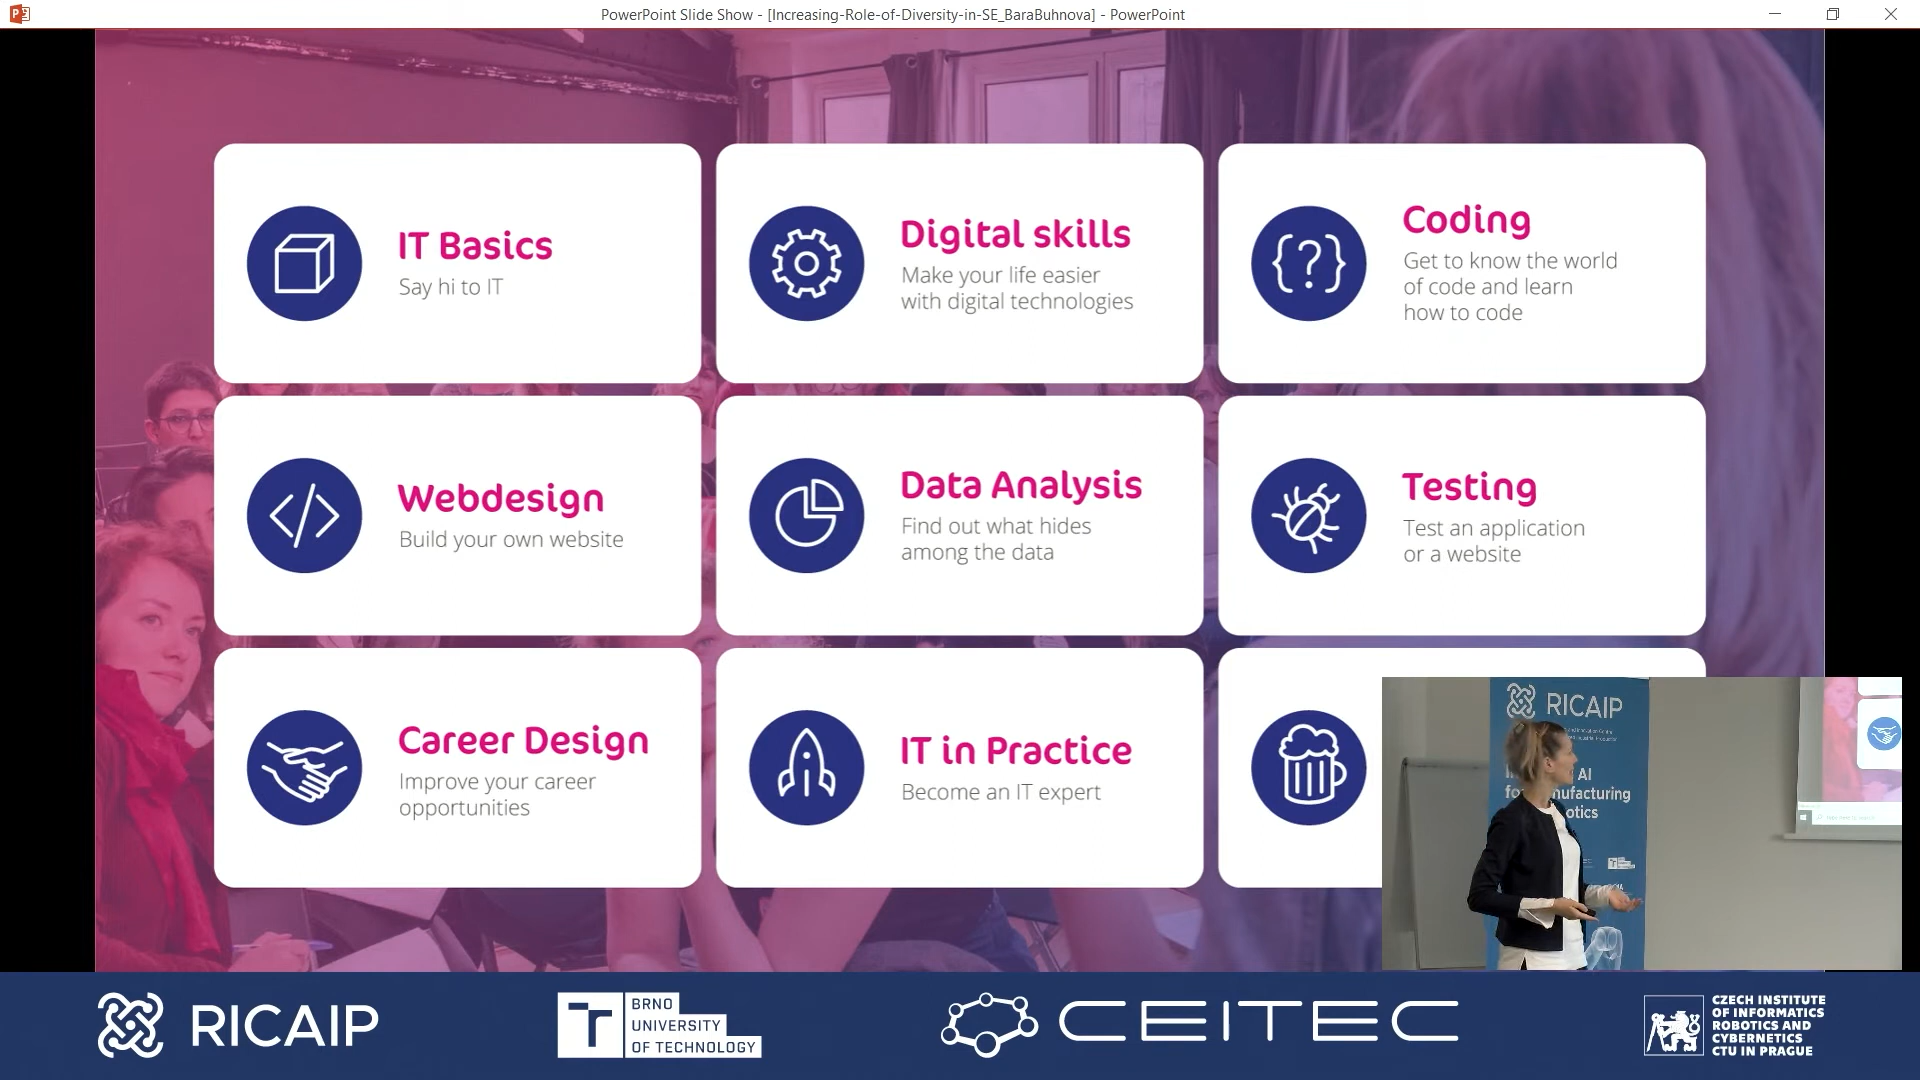 PowerPoint Slide Show - [Increasing-Role-of-Diversity-in-SE_BaraBuhnova] - PowerPoint
IT Basics
Say hi to IT
Digital skills
Make your life easier
with digital technologies
Coding
Get to know the world
of code and learn
how to code
Webdesign
Build your own website
Data Analysis
Find out what hides
among the data
Testing
Test an application
or a website
Career Design
Improve your career
opportunities
IT in Practice
Become an IT expert
RICAIP
AI
RICAIP
T
BRNO
UNIVERSITY
OF TECHNOLOGY
CEITEC
CZECH INSTITUTE
OF INFORMATICS
ROBOTICS AND
CYBERNETICS
CTU IN PRAGUE